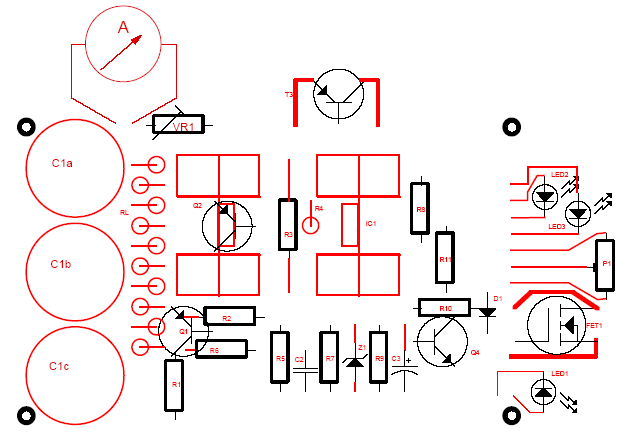 A
T3
VR1
C1a
LED2
Q2
R4
R8
RL
IC1
LED3
R3
C1b
R11
P1
D1
R10
R2
Q1
FET1
R6
Z1
Q4
R5
C2
R7
R9
C3
+
C1c
LED1
R1